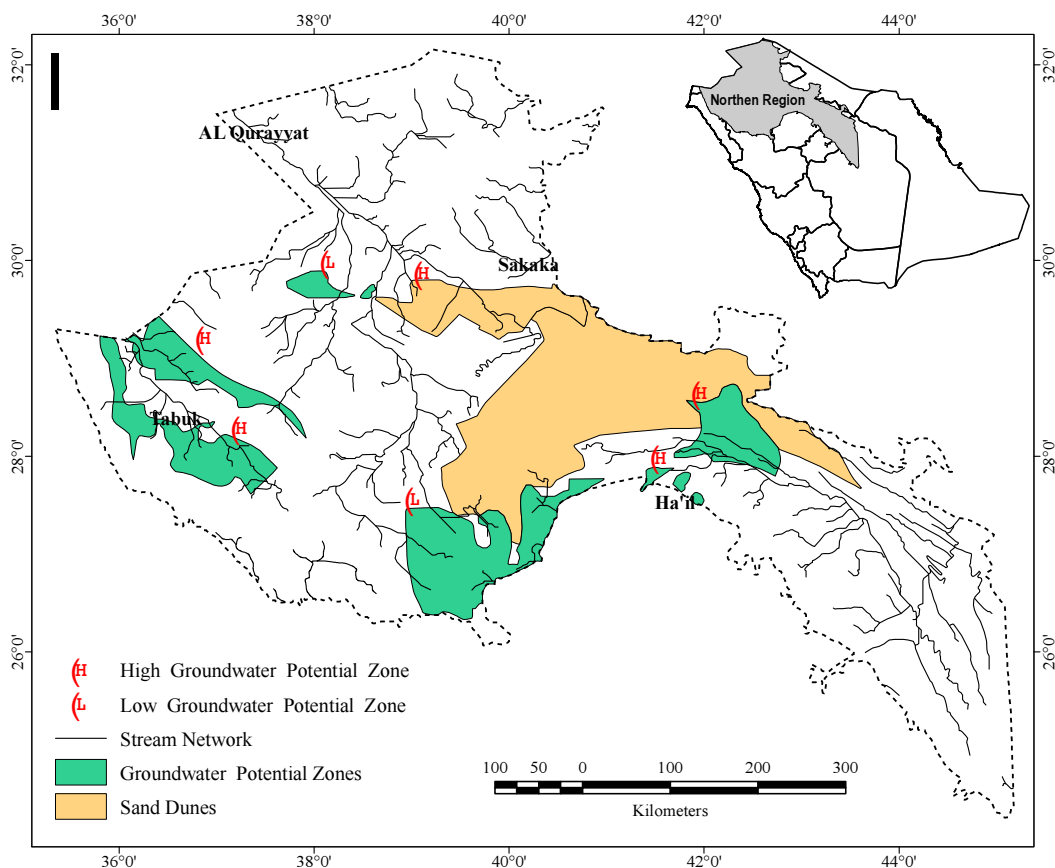 36°0' 38°0' 40°0' 42°0' 44°0'
32°0' 32°0'
Northen Region
AL Qurayyat
30°0' 30°0'
L
H
Sakaka
H
H
Tabuk
H
28°0' 28°0'
H
L
Ha'il
26°0' 26°0'
H High Groundwater Potential Zone
L Low Groundwater Potential Zone
Stream Network
Groundwater Potential Zones
Sand Dunes
100 50 0 100 200 300
Kilometers
36°0' 38°0' 40°0' 42°0' 44°0'